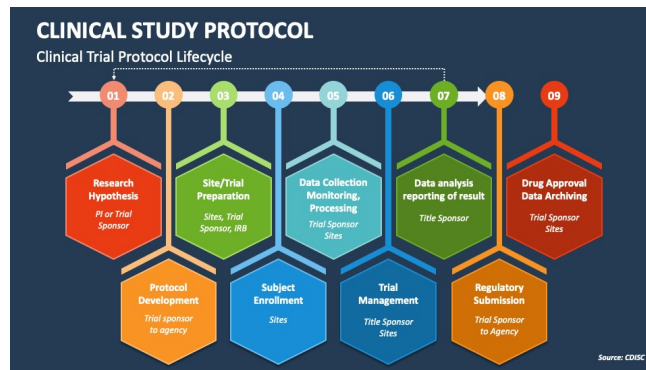 CLINICAL STUDY PROTOCOL
Clinical Trial Protocol Lifecycle
01
02
03
04
05
06
07
08
09
Research
Hypothesis
PI or Trial
Sponsor
Site/Trial
Preparation
Sites, Trial
Sponsor, IRB
Data Collection
Monitoring,
Processing
Trial Sponsor
Sites
Data analysis
reporting of result
Title Sponsor
Drug Approval
Data Archiving
Trial Sponsor
Sites
Protocol
Development
Trial sponsor
to agency
Subject
Enrollment
Sites
Trial
Management
Title Sponsor
Sites
Regulatory
Submission
Trial Sponsor
to Agency
Source: CDISC